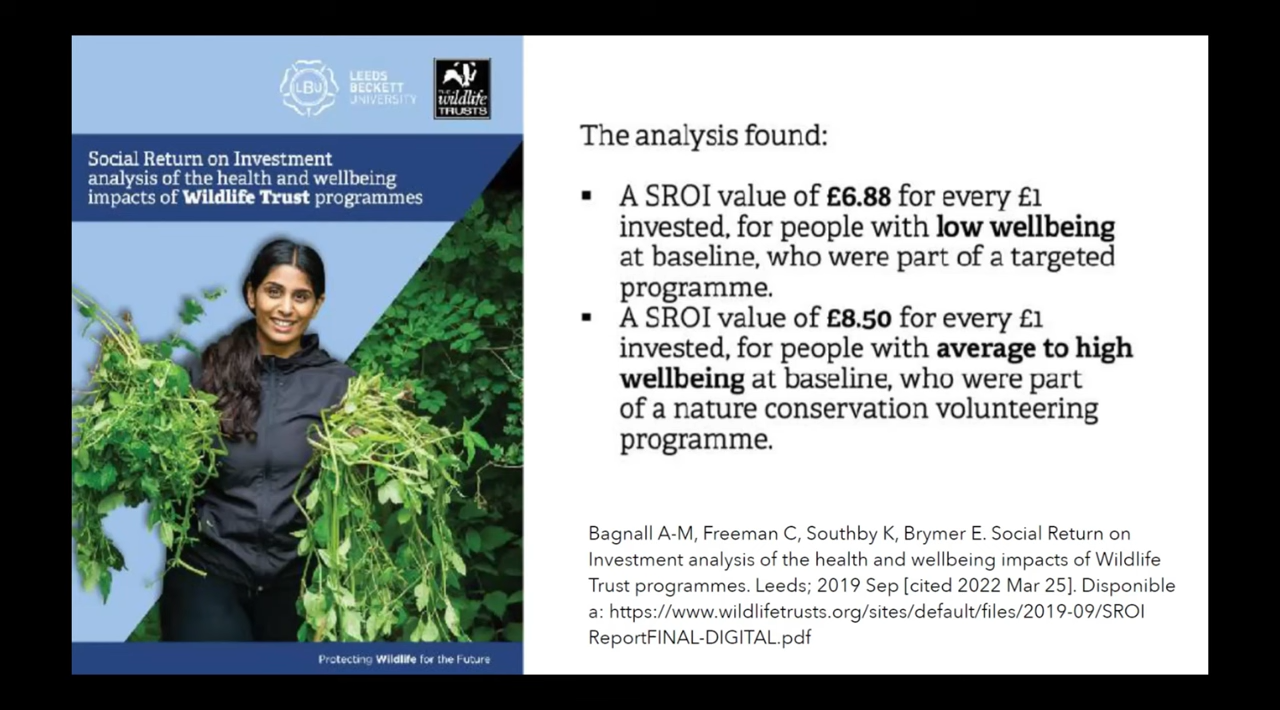 LBU
LEEDS
BECKETT
UNIVERSITY
THE
wildlife
TRUSTS
Social Return on Investment
analysis of the health and wellbeing
impacts of Wildlife Trust programmes
Protecting Wildlife for the Future
The analysis found:
▪ A SROI value of £6.88 for every £1
invested, for people with low wellbeing
at baseline, who were part of a targeted
programme.
▪ A SROI value of £8.50 for every £1
invested, for people with average to high
wellbeing at baseline, who were part
of a nature conservation volunteering
programme.
Bagnall A-M, Freeman C, Southby K, Brymer E. Social Return on
Investment analysis of the health and wellbeing impacts of Wildlife
Trust programmes. Leeds; 2019 Sep [cited 2022 Mar 25]. Disponible
a: https://www.wildlifetrusts.org/sites/default/files/2019-09/SROI
ReportFINAL-DIGITAL.pdf